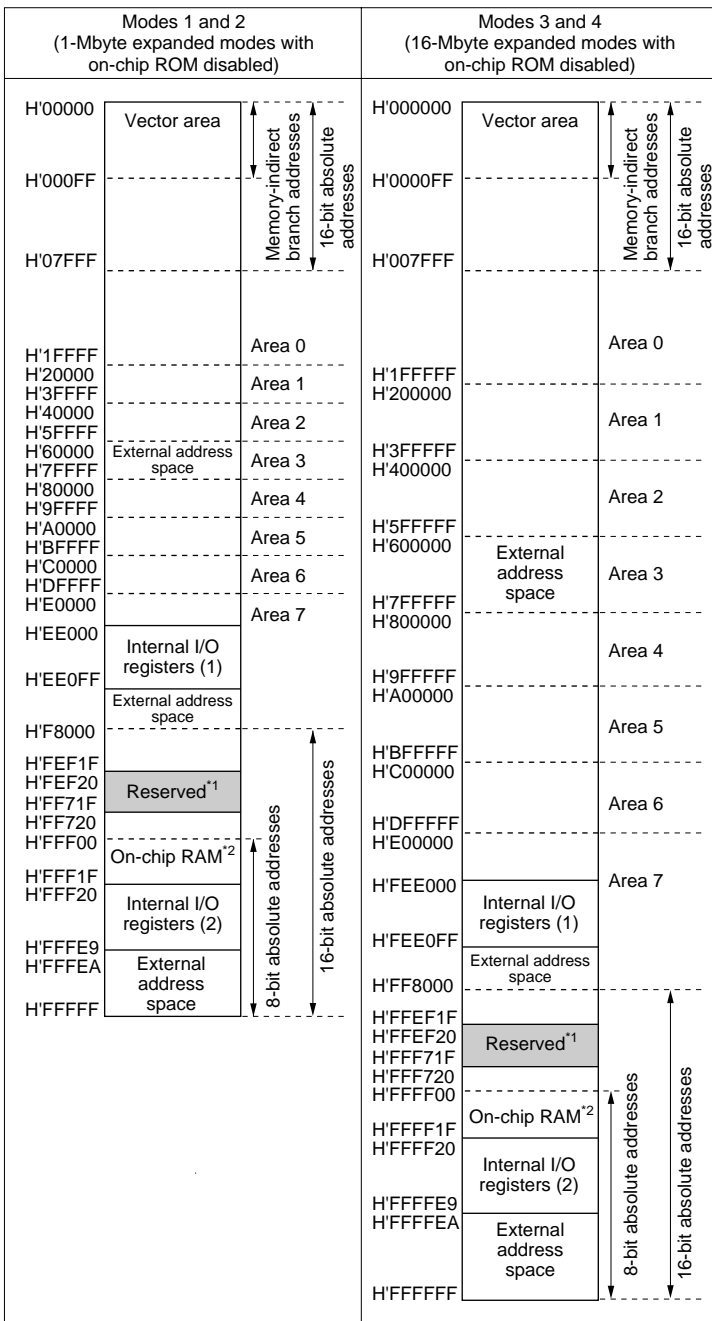 Modes 1 and 2
(1-Mbyte expanded modes with
on-chip ROM disabled)
H'00000
Vector area
H'000FF
H'07FFF
Memory-indirect
branch addresses
16-bit absolute
addresses
Area 0
H'1FFFF
H'20000
Area 1
H'3FFFF
H'40000
Area 2
H'5FFFF
H'60000
External address
space
Area 3
H'7FFFF
H'80000
Area 4
H'9FFFF
H'A0000
Area 5
H'BFFFF
H'C0000
Area 6
H'DFFFF
H'E0000
Area 7
H'EE000
Internal I/O
registers (1)
H'EE0FF
External address
space
H'F8000
H'FEF1F
H'FEF20
Reserved*1
H'FF71F
H'FF720
H'FFF00
On-chip RAM*2
H'FFF1F
H'FFF20
Internal I/O
registers (2)
H'FFFE9
H'FFFEA
External
address
space
H'FFFFF
8-bit absolute addresses
16-bit absolute addresses
Modes 3 and 4
(16-Mbyte expanded modes with
on-chip ROM disabled)
H'000000
Vector area
H'0000FF
H'007FFF
Memory-indirect
branch addresses
16-bit absolute
addresses
Area 0
H'1FFFFF
H'200000
Area 1
H'3FFFFF
H'400000
Area 2
H'5FFFFF
H'600000
External
address
space
Area 3
H'7FFFFF
H'800000
Area 4
H'9FFFFF
H'A00000
Area 5
H'BFFFFF
H'C00000
Area 6
H'DFFFFF
H'E00000
Area 7
H'FEE000
Internal I/O
registers (1)
H'FEE0FF
External address
space
H'FF8000
H'FFEF1F
H'FFEF20
Reserved*1
H'FFF71F
H'FFF720
H'FFFF00
On-chip RAM*2
H'FFFF1F
H'FFFF20
Internal I/O
registers (2)
H'FFFFE9
H'FFFFEA
External
address
space
H'FFFFFF
8-bit absolute addresses
16-bit absolute addresses